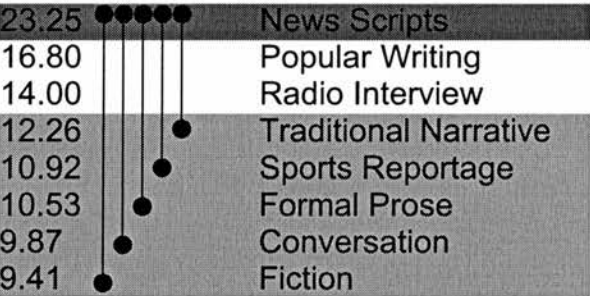 23.25 News Scripts
16.80 Popular Writing
14.00 Radio Interview
12.26 Traditional Narrative
10.92 Sports Reportage
10.53 Formal Prose
9.87 Conversation
9.41 Fiction